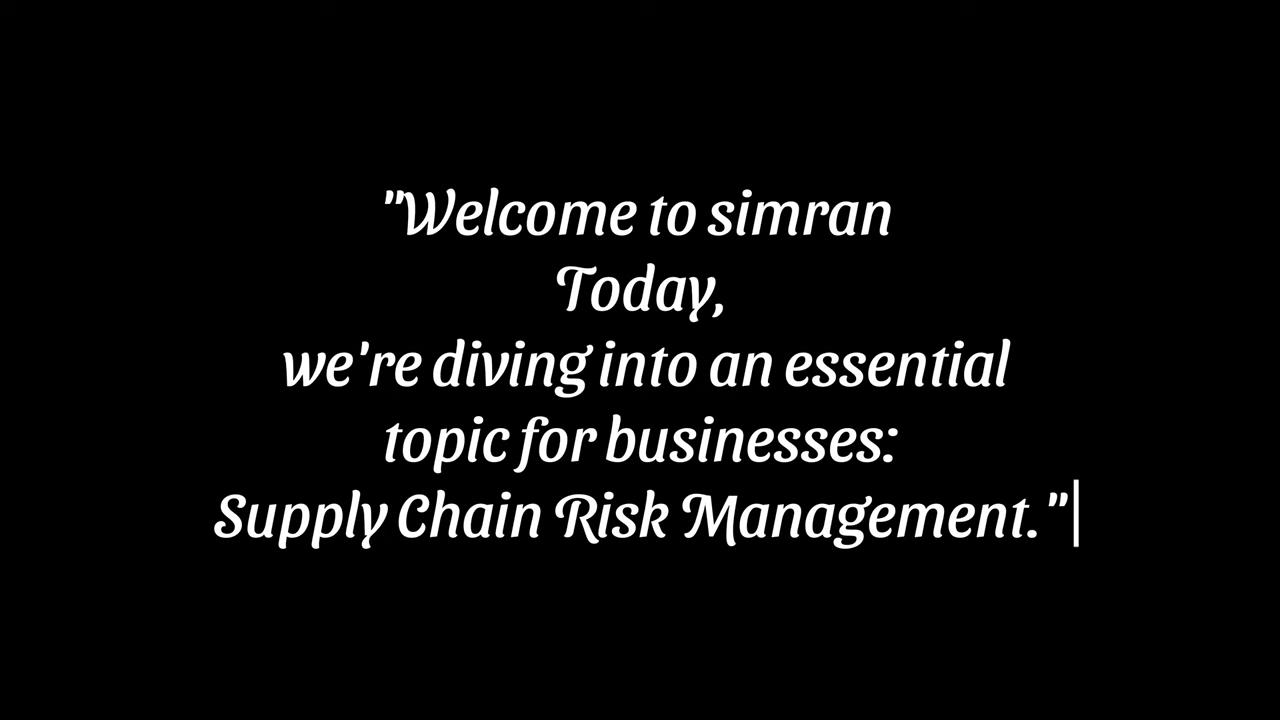 "Welcome to simran
Today,
we're diving into an essential
topic for businesses:
Supply Chain Risk Management."|